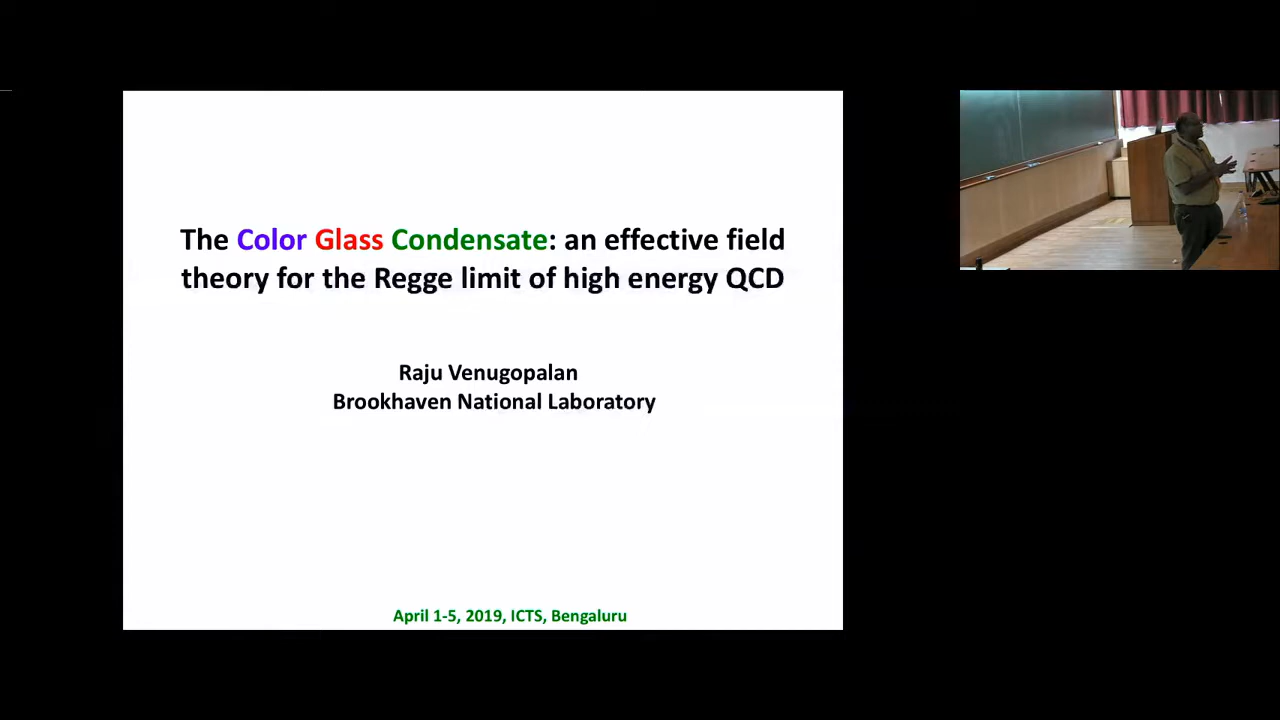 The Color Glass Condensate: an effective field
theory for the Regge limit of high energy QCD
Raju Venugopalan
Brookhaven National Laboratory
April 1-5, 2019, ICTS, Bengaluru